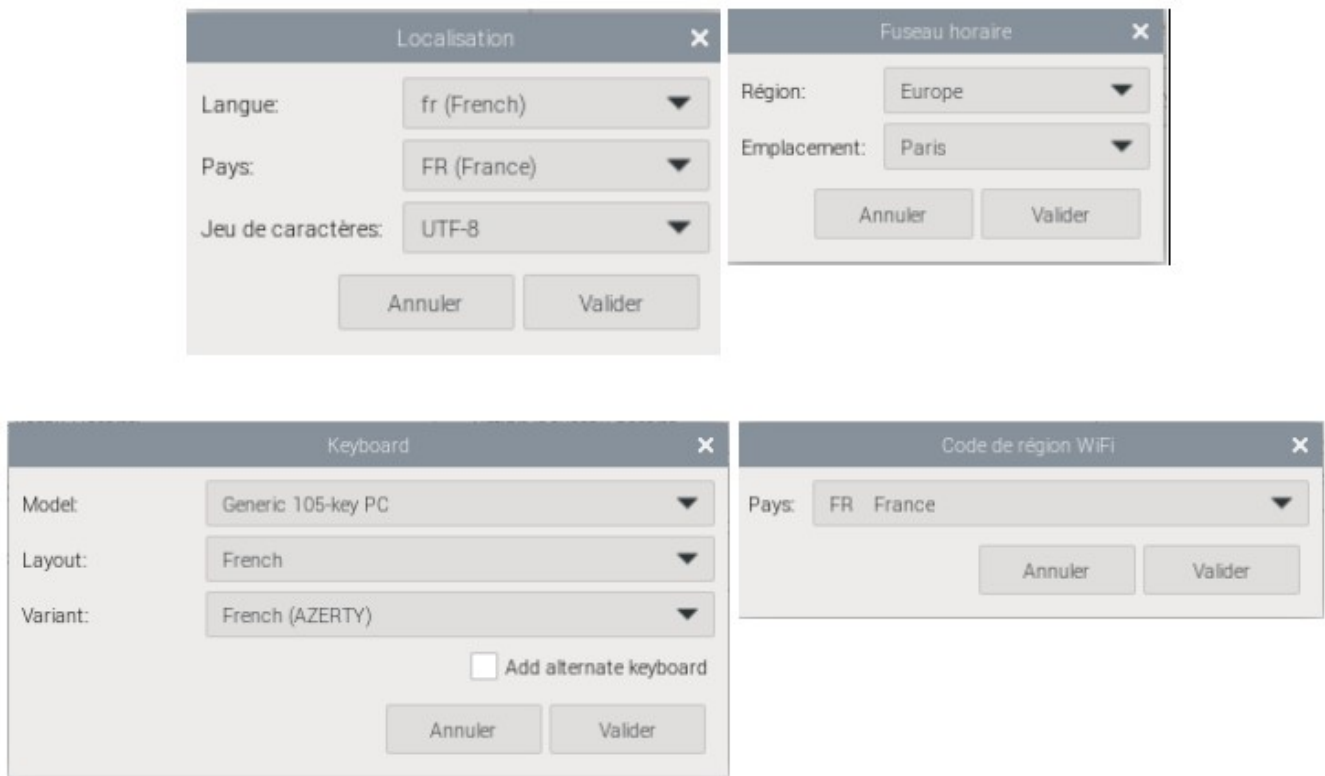 Localisation
Langue: fr (French)
Pays: FR (France)
Jeu de caractères: UTF-8
Annuler Valider
Fuseau horaire
Région: Europe
Emplacement: Paris
Annuler Valider
Keyboard
Model: Generic 105-key PC
Layout: French
Variant: French (AZERTY)
Add alternate keyboard
Annuler Valider
Code de région WiFi
Pays: FR France
Annuler Valider